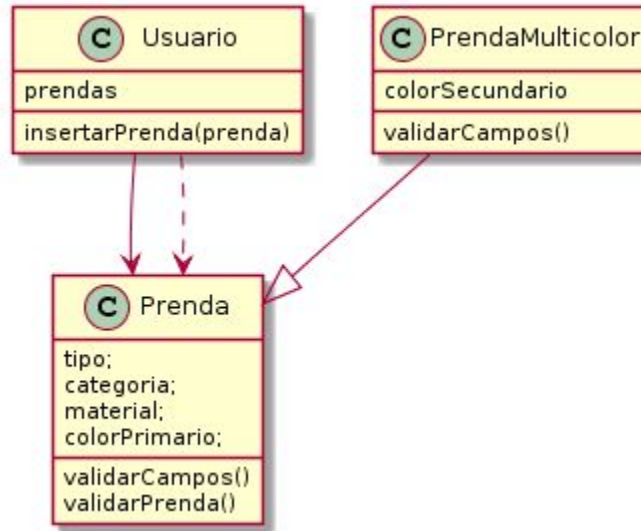 C Usuario
prendas
insertarPrenda(prenda)
C PrendaMulticolor
colorSecundario
validarCampos()
C Prenda
tipo;
categoria;
material;
colorPrimario;
validarCampos()
validarPrenda()